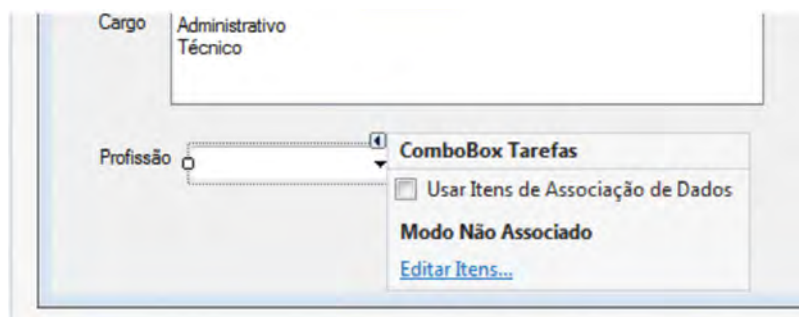 Cargo
Administrativo
Técnico
Profissão
ComboBox Tarefas
Usar Itens de Associação de Dados
Modo Não Associado
Editar Itens...